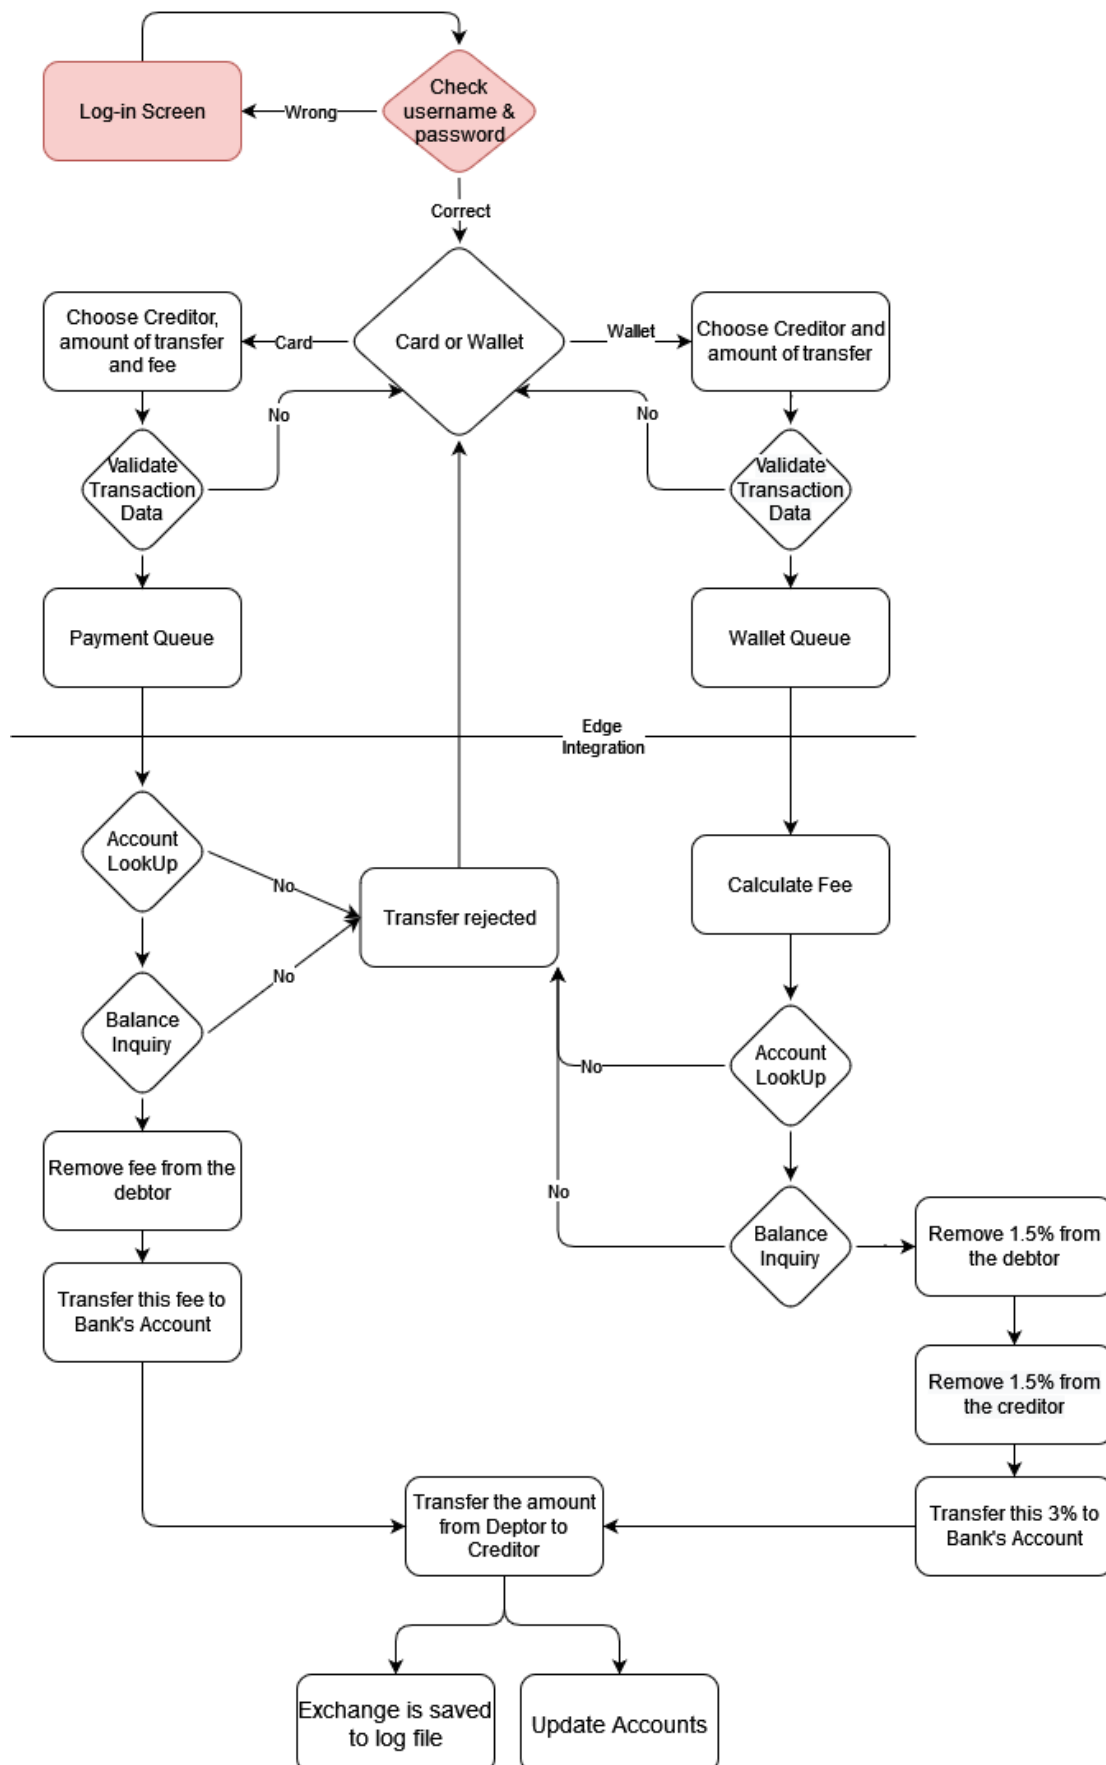 Log-in Screen
Wrong
Check
username &
password
Correct
Choose Creditor,
amount of transfer
and fee
Card
Card or Wallet
Wallet
Choose Creditor and
amount of transfer
No
No
Validate
Transaction
Data
Validate
Transaction
Data
Payment Queue
Wallet Queue
Edge
Integration
Account
LookUp
No
Transfer rejected
Calculate Fee
No
Balance
Inquiry
Account
LookUp
No
Remove fee from the
debtor
No
Balance
Inquiry
Remove 1.5% from
the debtor
Transfer this fee to
Bank's Account
Remove 1.5% from
the creditor
Transfer the amount
from Deptor to
Creditor
Transfer this 3% to
Bank's Account
Exchange is saved
to log file
Update Accounts